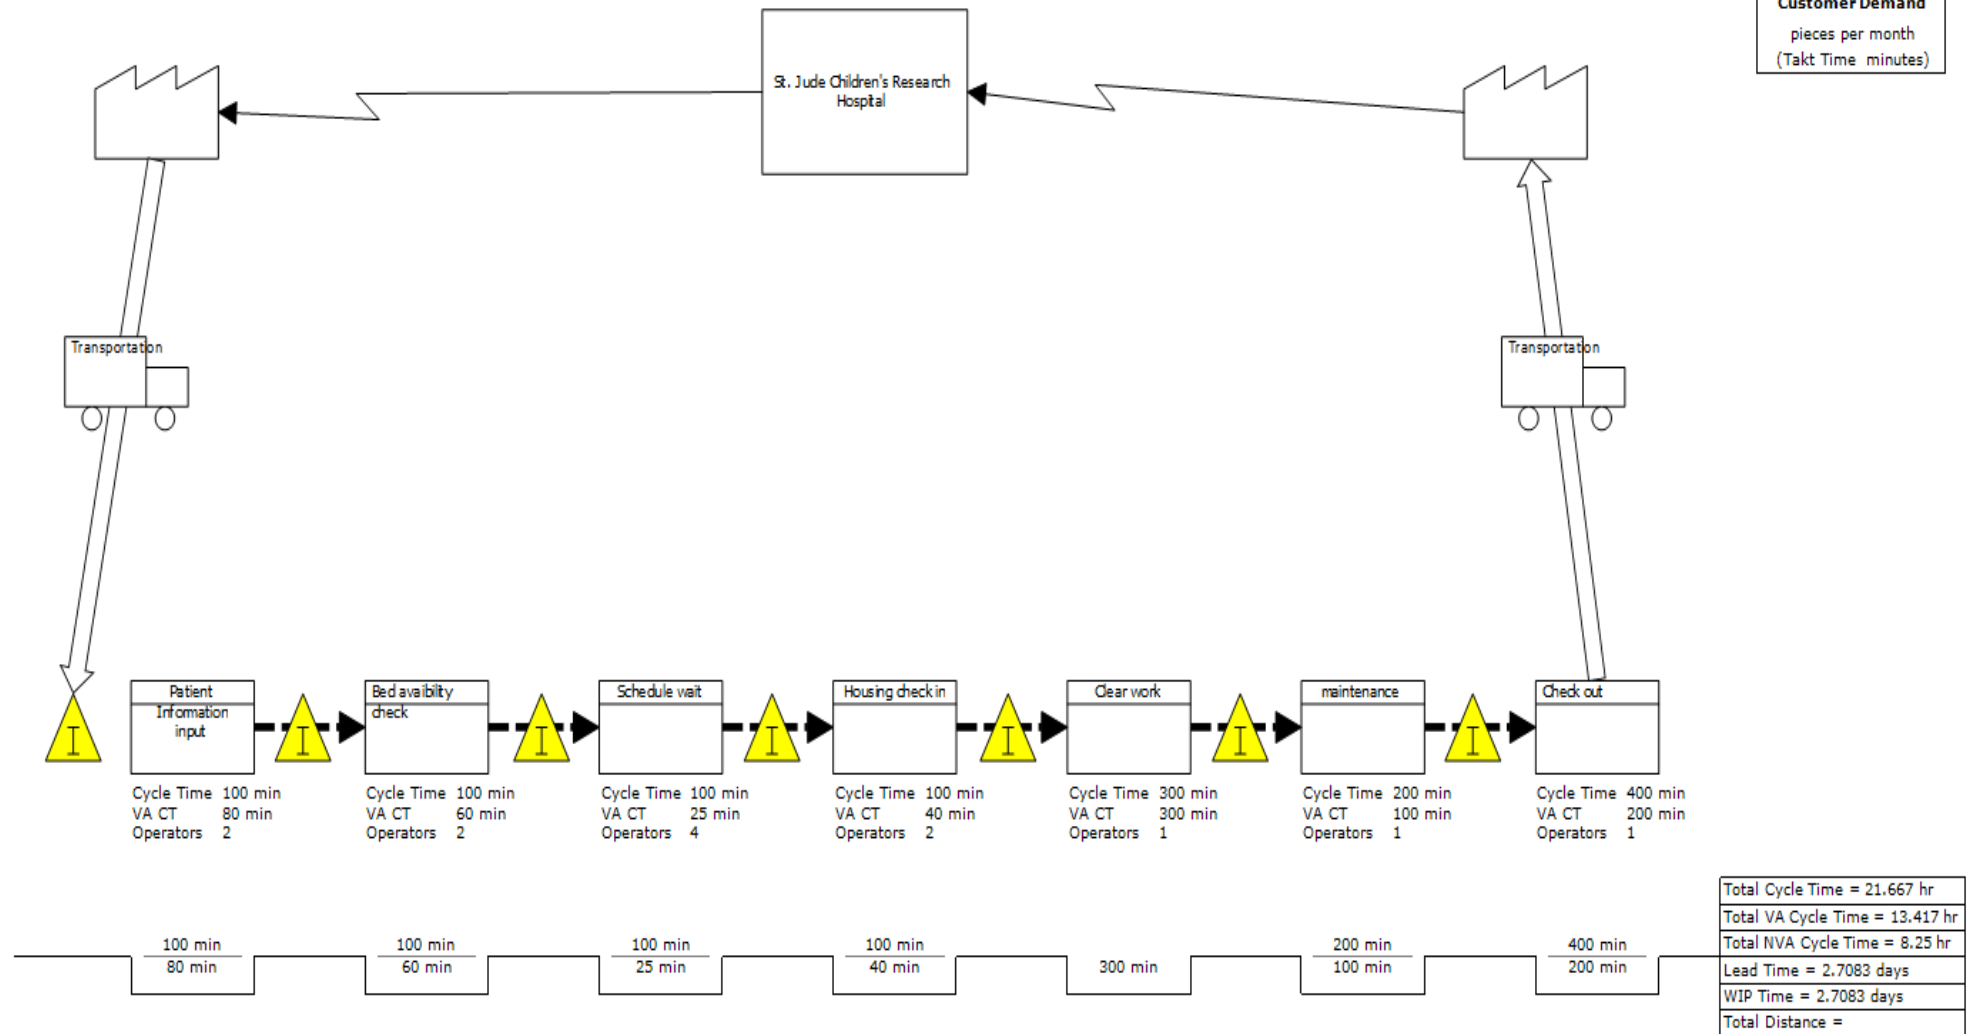 Customer Demand
pieces per month
(Takt Time  minutes)
St. Jude Children's Research
Hospital
Transportation
Transportation
Patient
Information
input
Bed avaibility
check
Schedule wait
Housing check in
Clear work
maintenance
Check out
I
I
I
I
I
I
I
Cycle Time 100 min
VA CT 80 min
Operators 2
Cycle Time 100 min
VA CT 60 min
Operators 2
Cycle Time 100 min
VA CT 25 min
Operators 4
Cycle Time 100 min
VA CT 40 min
Operators 2
Cycle Time 300 min
VA CT 300 min
Operators 1
Cycle Time 200 min
VA CT 100 min
Operators 1
Cycle Time 400 min
VA CT 200 min
Operators 1
100 min
80 min
100 min
60 min
100 min
25 min
100 min
40 min
300 min
200 min
100 min
400 min
200 min
Total Cycle Time = 21.667 hr
Total VA Cycle Time = 13.417 hr
Total NVA Cycle Time = 8.25 hr
Lead Time = 2.7083 days
WIP Time = 2.7083 days
Total Distance =